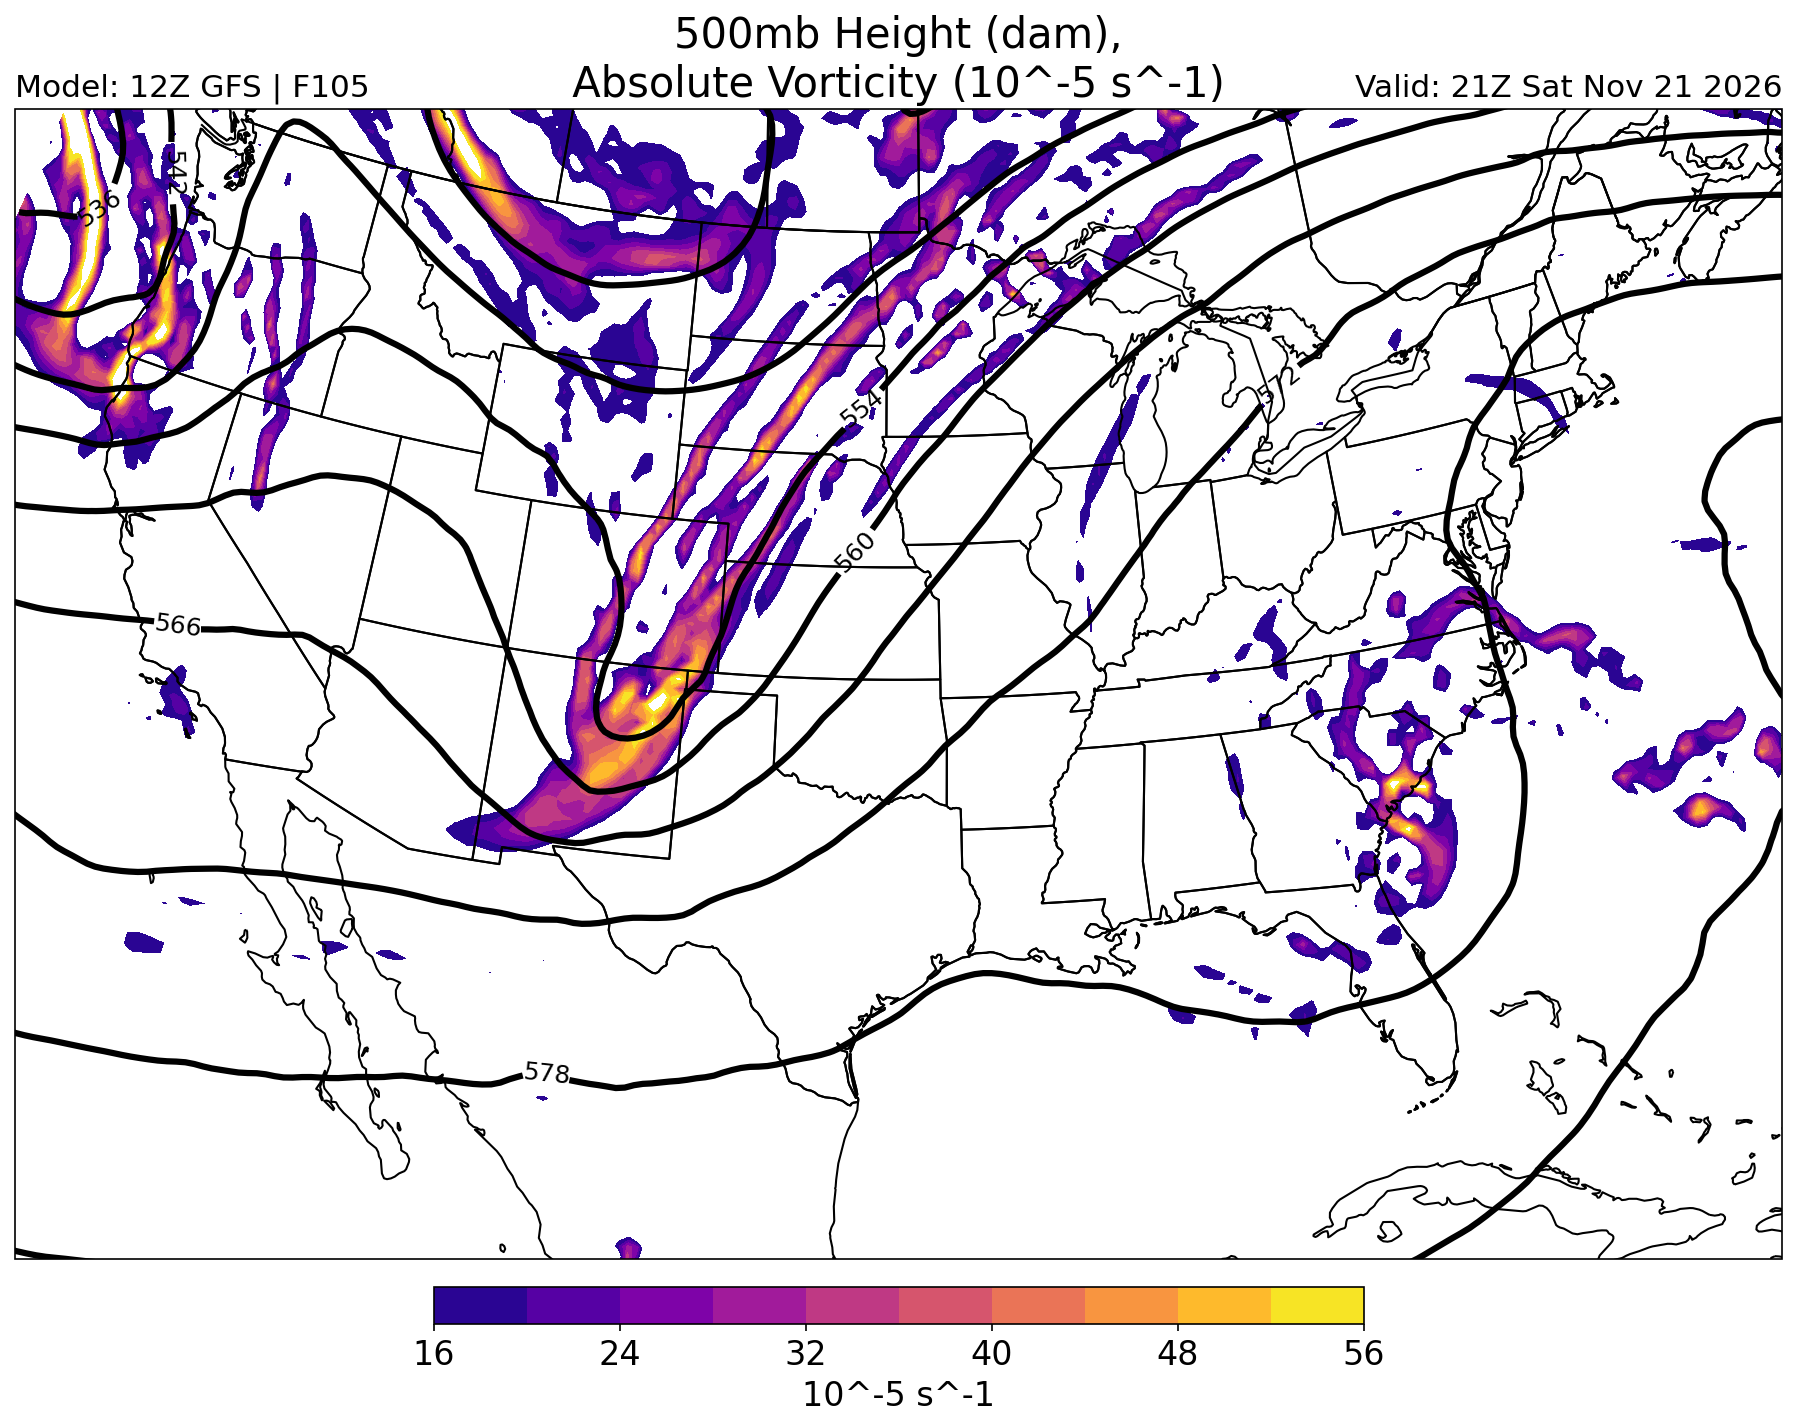 500mb Height (dam),
Model: 12Z GFS | F105
Absolute Vorticity (10^-5 s^-1)
Valid: 21Z Sat Nov 21 2026
542
536
554
560
566
578
16 24 32 40 48 56
10^-5 s^-1